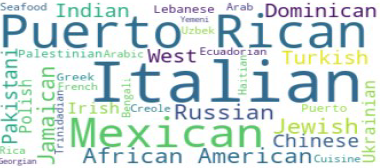 Seafood Indian Lebanese Arab Dominican
Puerto Rican
Yemeni
Uzbek
Palestinian Arabic West Ecuadorian Turkish
Pakistani
Polish
Jamaican
Trinidadian
Greek
French
Italian
Bengali
Haitian
Irish Creole Russian Puerto Jewish
Ukrainian
Mexican Chinese
Rica African American Cuisine
Georgian